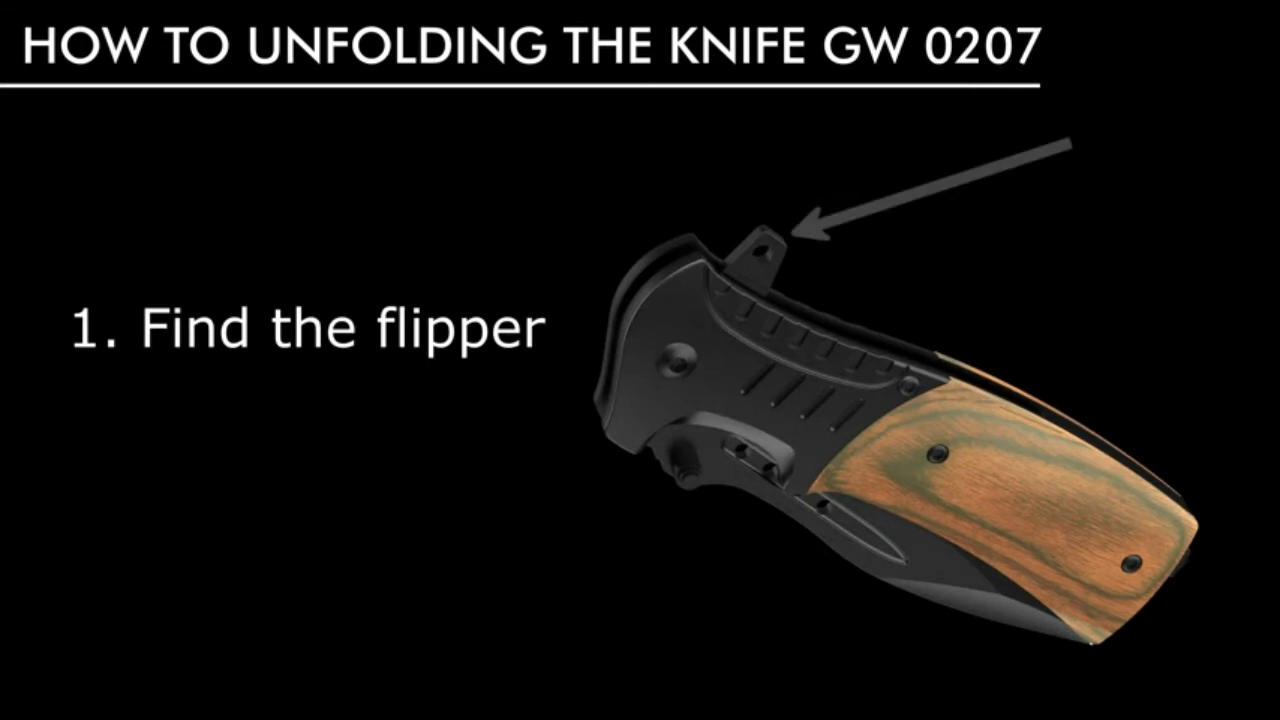 HOW TO UNFOLDING THE KNIFE GW 0207
1. Find the flipper